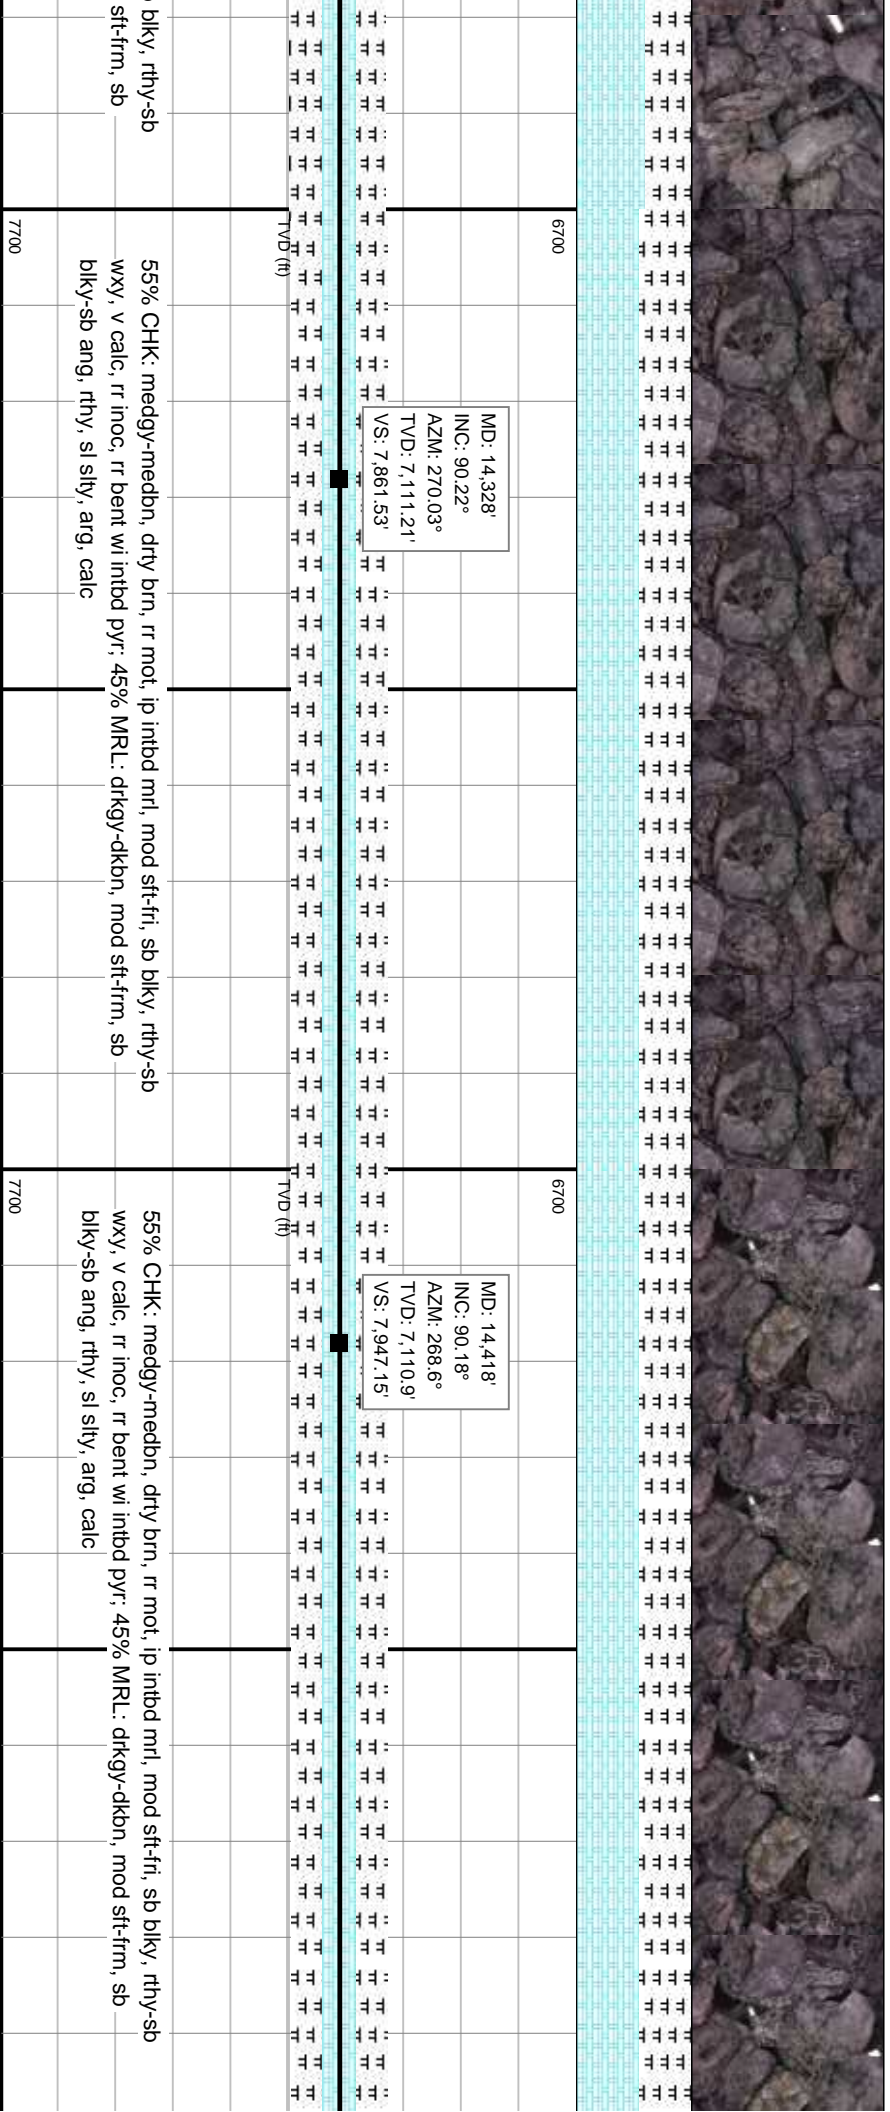 blky, rthy-sb
sft-frm, sb
6700
TVD (ft)
7700
MD: 14,328'
INC: 90.22°
AZM: 270.03°
TVD: 7,111.21'
VS: 7,861.53'
55% CHK: medgy-medbn, drty brn, rr mot, ip intbd mrl, mod sft-fri, sb blky, rthy-sb
wxy, v calc, rr inoc, rr bent wi intbd pyr; 45% MRL: drkgy-dkbn, mod sft-frm, sb
blky-sb ang, rthy, sl slty, arg, calc
6700
TVD (ft)
7700
MD: 14,418'
INC: 90.18°
AZM: 268.6°
TVD: 7,110.9'
VS: 7,947.15'
55% CHK: medgy-medbn, drty brn, rr mot, ip intbd mrl, mod sft-fri, sb blky, rthy-sb
wxy, v calc, rr inoc, rr bent wi intbd pyr; 45% MRL: drkgy-dkbn, mod sft-frm, sb
blky-sb ang, rthy, sl slty, arg, calc